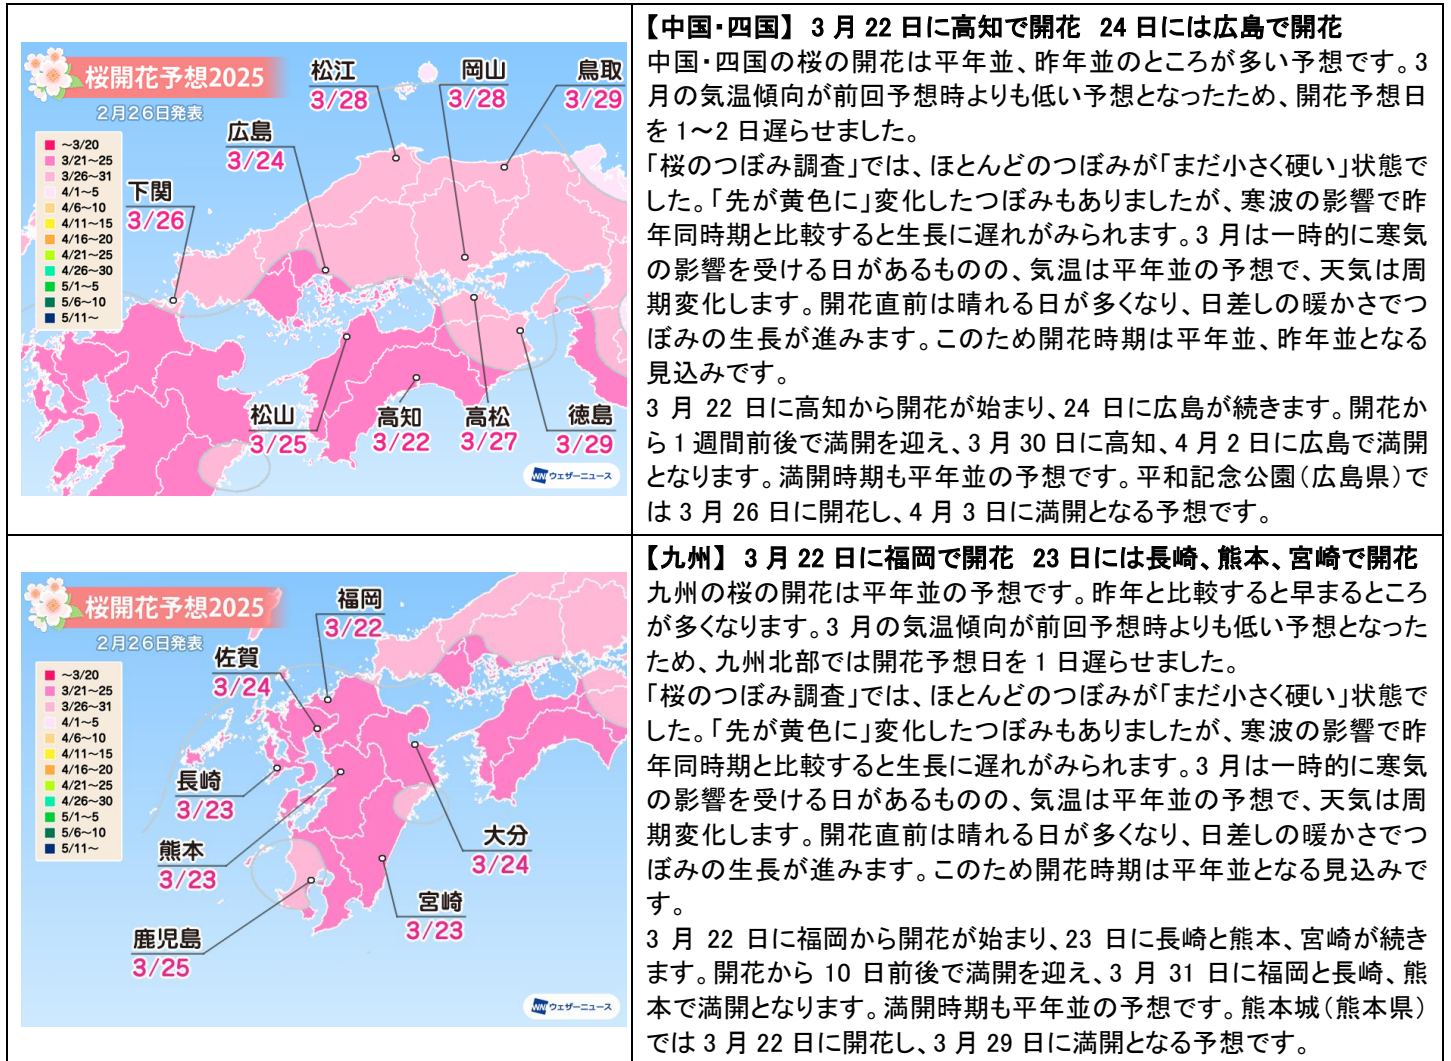 桜開花予想2025
2月26日発表
~3/20
3/21~25
3/26~31
4/1~5
4/6~10
4/11~15
4/16~20
4/21~25
4/26~30
5/1~5
5/6~10
5/11~
松江
3/28
岡山
3/28
鳥取
3/29
広島
3/24
下関
3/26
松山
3/25
高知
3/22
高松
3/27
徳島
3/29
WNI ウェザーニュース
【中国・四国】 3月22日に高知で開花 24日には広島で開花
中国・四国の桜の開花は平年並、昨年並のところが多い予想です。3
月の気温傾向が前回予想時よりも低い予想となったため、開花予想日
を1～2日遅らせました。
「桜のつぼみ調査」では、ほとんどのつぼみが「まだ小さく硬い」状態で
した。「先が黄色に」変化したつぼみもありましたが、寒波の影響で昨
年同時期と比較すると生長に遅れがみられます。3月は一時的に寒気
の影響を受ける日があるものの、気温は平年並の予想で、天気は周
期変化します。開花直前は晴れる日が多くなり、日差しの暖かさでつ
ぼみの生長が進みます。このため開花時期は平年並、昨年並となる
見込みです。
3月22日に高知から開花が始まり、24日に広島が続きます。開花か
ら1週間前後で満開を迎え、3月30日に高知、4月2日に広島で満開
となります。満開時期も平年並の予想です。平和記念公園（広島県）で
は3月26日に開花し、4月3日に満開となる予想です。
桜開花予想2025
2月26日発表
~3/20
3/21~25
3/26~31
4/1~5
4/6~10
4/11~15
4/16~20
4/21~25
4/26~30
5/1~5
5/6~10
5/11~
福岡
3/22
佐賀
3/24
長崎
3/23
熊本
3/23
大分
3/24
宮崎
3/23
鹿児島
3/25
WNI ウェザーニュース
【九州】 3月22日に福岡で開花 23日には長崎、熊本、宮崎で開花
九州の桜の開花は平年並の予想です。昨年と比較すると早まるところ
が多くなります。3月の気温傾向が前回予想時よりも低い予想となった
ため、九州北部では開花予想日を1日遅らせました。
「桜のつぼみ調査」では、ほとんどのつぼみが「まだ小さく硬い」状態で
した。「先が黄色に」変化したつぼみもありましたが、寒波の影響で昨
年同時期と比較すると生長に遅れがみられます。3月は一時的に寒気
の影響を受ける日があるものの、気温は平年並の予想で、天気は周
期変化します。開花直前は晴れる日が多くなり、日差しの暖かさでつ
ぼみの生長が進みます。このため開花時期は平年並となる見込みで
す。
3月22日に福岡から開花が始まり、23日に長崎と熊本、宮崎が続き
ます。開花から10日前後で満開を迎え、3月31日に福岡と長崎、熊
本で満開となります。満開時期も平年並の予想です。熊本城（熊本県）
では3月22日に開花し、3月29日に満開となる予想です。